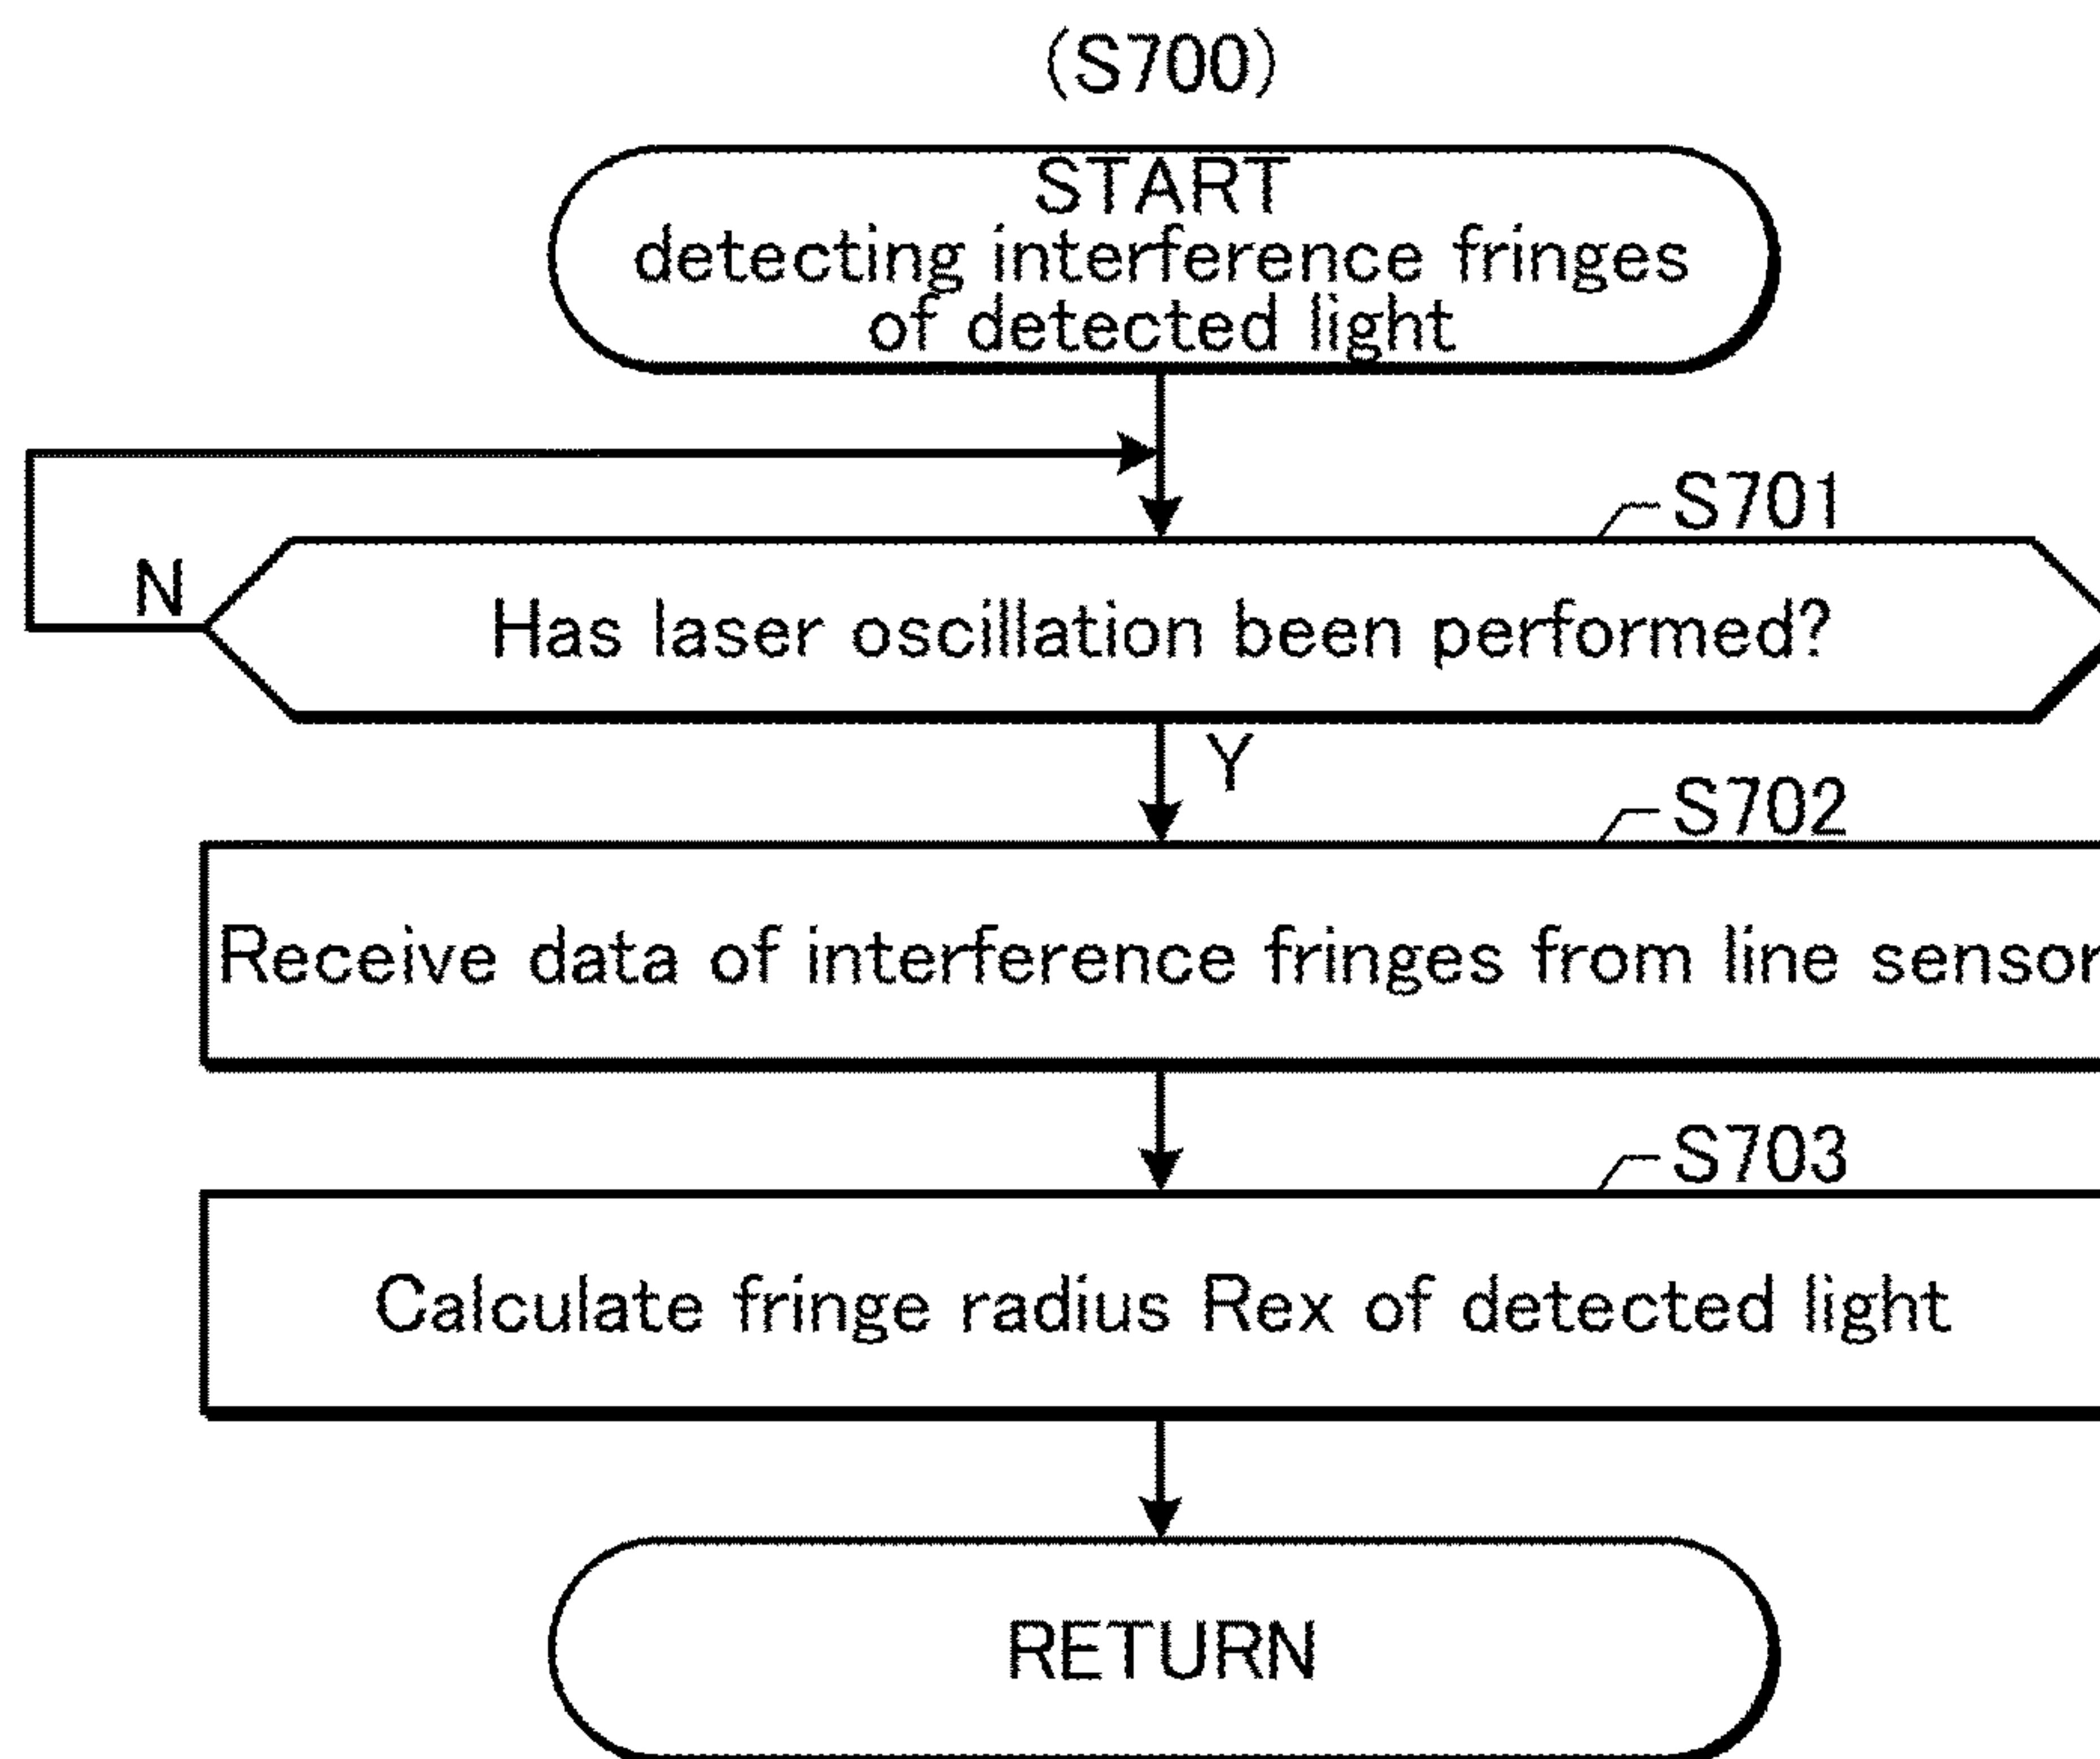 (S700)
START
detecting interference fringes
of detected light
S701
N
Has laser oscillation been performed?
Y
S702
Receive data of interference fringes from line sensor
S703
Calculate fringe radius Rex of detected light
RETURN